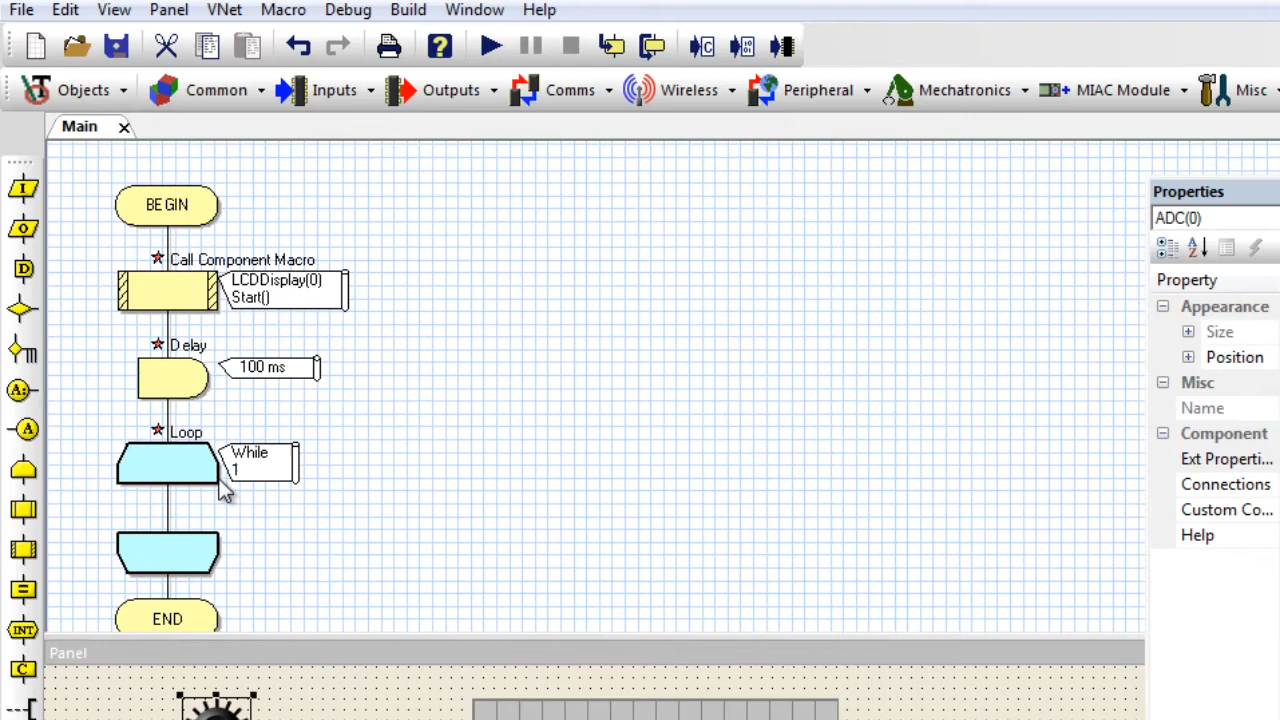 File Edit View Panel VNet Macro Debug Build Window Help
Objects Common Inputs Outputs Comms Wireless Peripheral Mechatronics MIAC Module Misc
Main
BEGIN
Call Component Macro
LCDDisplay(0)
Start()
Delay
100 ms
Loop
While
1
END
Panel
Properties
ADC(0)
Property
Appearance
Size
Position
Misc
Name
Component
Ext Properti...
Connections
Custom Co...
Help
I
O
D
A:
A
INT
C